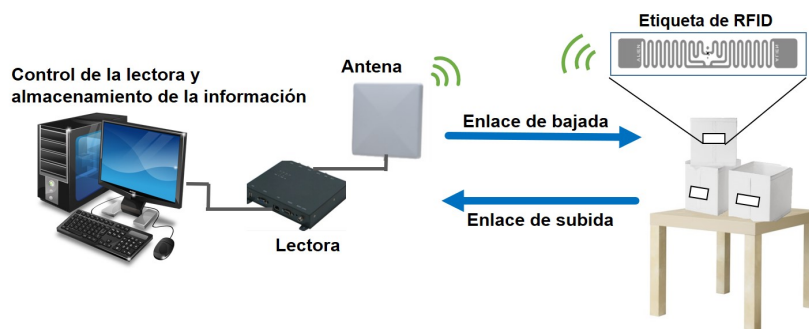 Etiqueta de RFID
Antena
Control de la lectora y
almacenamiento de la información
Enlace de bajada
Enlace de subida
Lectora